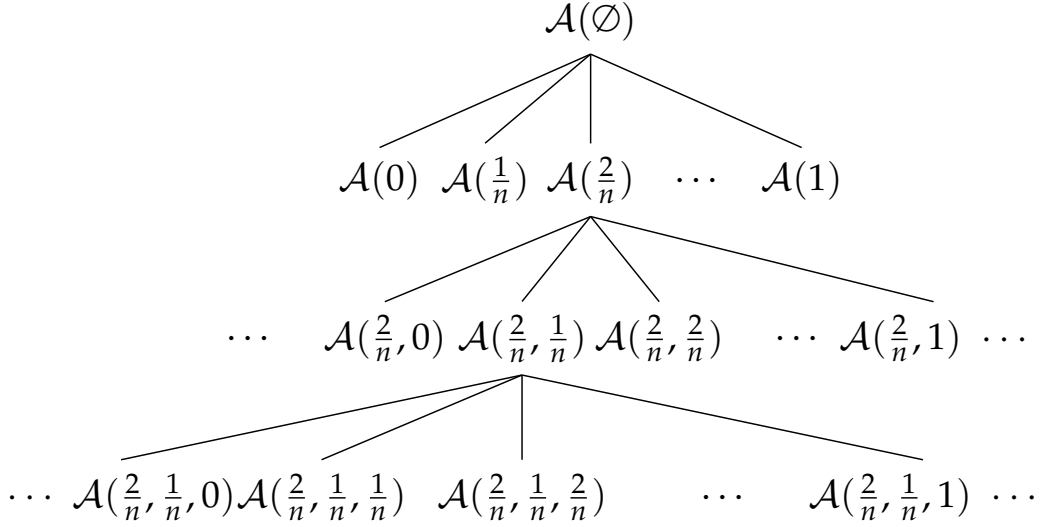 𝒜(∅)
𝒜(0) 𝒜(1/n) 𝒜(2/n) ⋯ 𝒜(1)
⋯ 𝒜(2/n, 0) 𝒜(2/n, 1/n) 𝒜(2/n, 2/n) ⋯ 𝒜(2/n, 1) ⋯
⋯ 𝒜(2/n, 1/n, 0) 𝒜(2/n, 1/n, 1/n) 𝒜(2/n, 1/n, 2/n) ⋯ 𝒜(2/n, 1/n, 1) ⋯